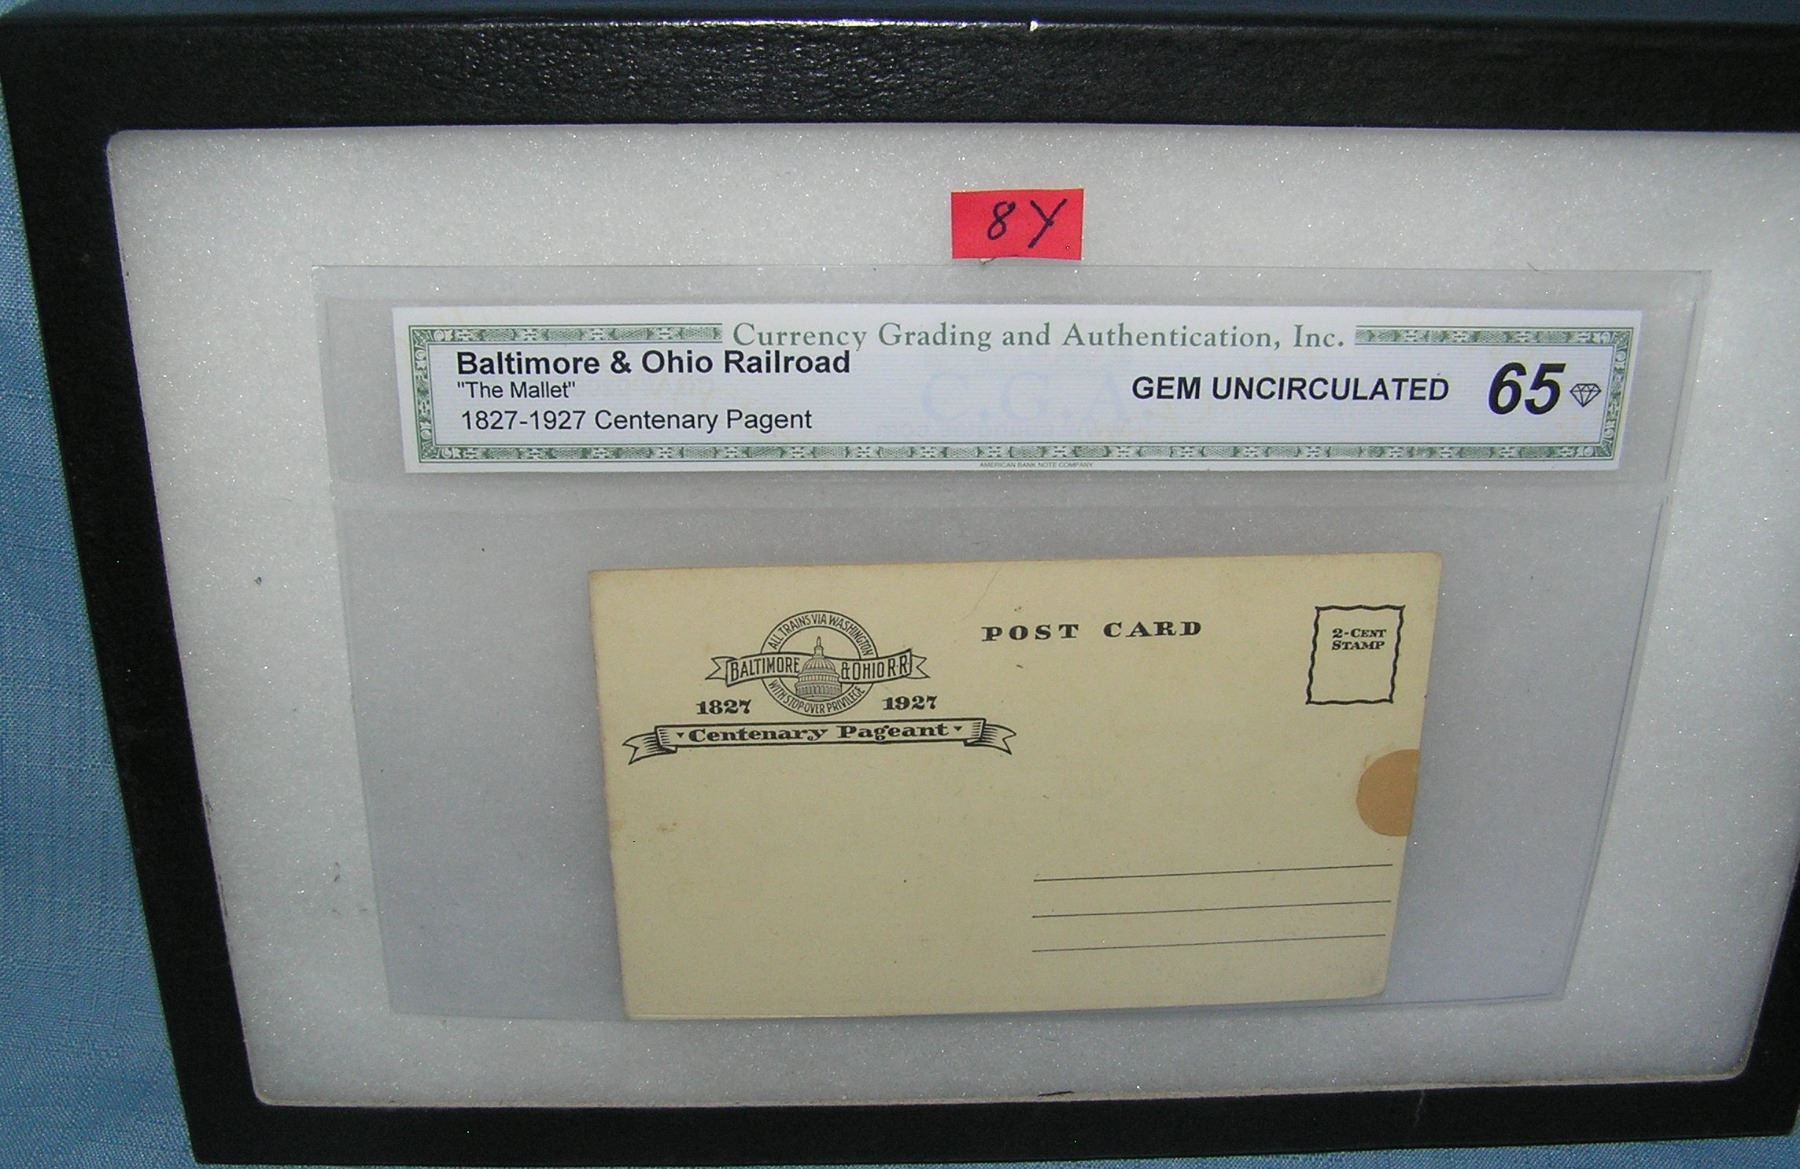 8Y
Currency Grading and Authentication, Inc.
Baltimore & Ohio Railroad
"The Mallet"
1827-1927 Centenary Pagent
GEM UNCIRCULATED 65
C.G.A.
AMERICAN BANK NOTE COMPANY
ALL TRAINS VIA WASHINGTON
BALTIMORE & OHIO R·R
WITH STOPOVER PRIVILEGE
1827 1927
Centenary Pageant
POST CARD
2-CENT
STAMP